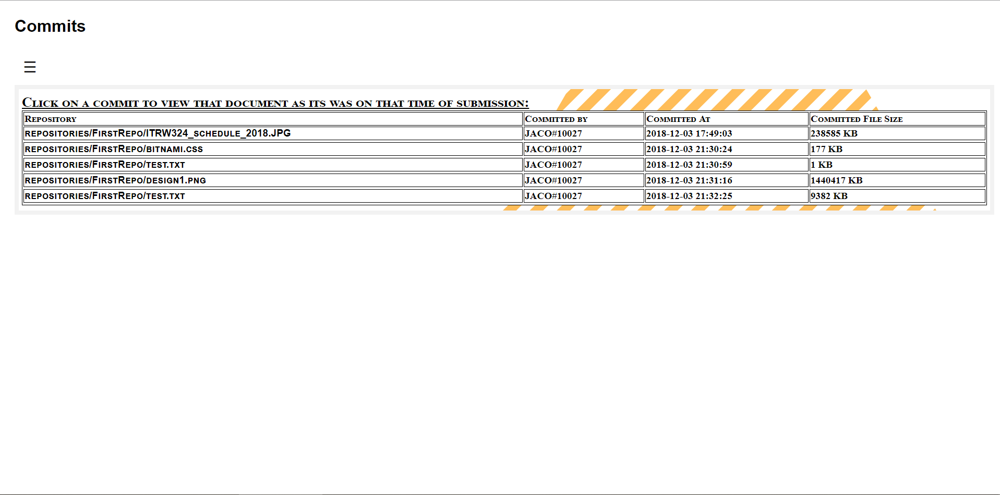 Commits
☰
Click on a commit to view that document as its was on that time of submission:
Repository Committed by Committed At Committed File Size
repositories/FirstRepo/ITRW324_schedule_2018.JPG JACO#10027 2018-12-03 17:49:03 238585 KB
repositories/FirstRepo/bitnami.css JACO#10027 2018-12-03 21:30:24 177 KB
repositories/FirstRepo/test.txt JACO#10027 2018-12-03 21:30:59 1 KB
repositories/FirstRepo/design1.png JACO#10027 2018-12-03 21:31:16 1440417 KB
repositories/FirstRepo/test.txt JACO#10027 2018-12-03 21:32:25 9382 KB